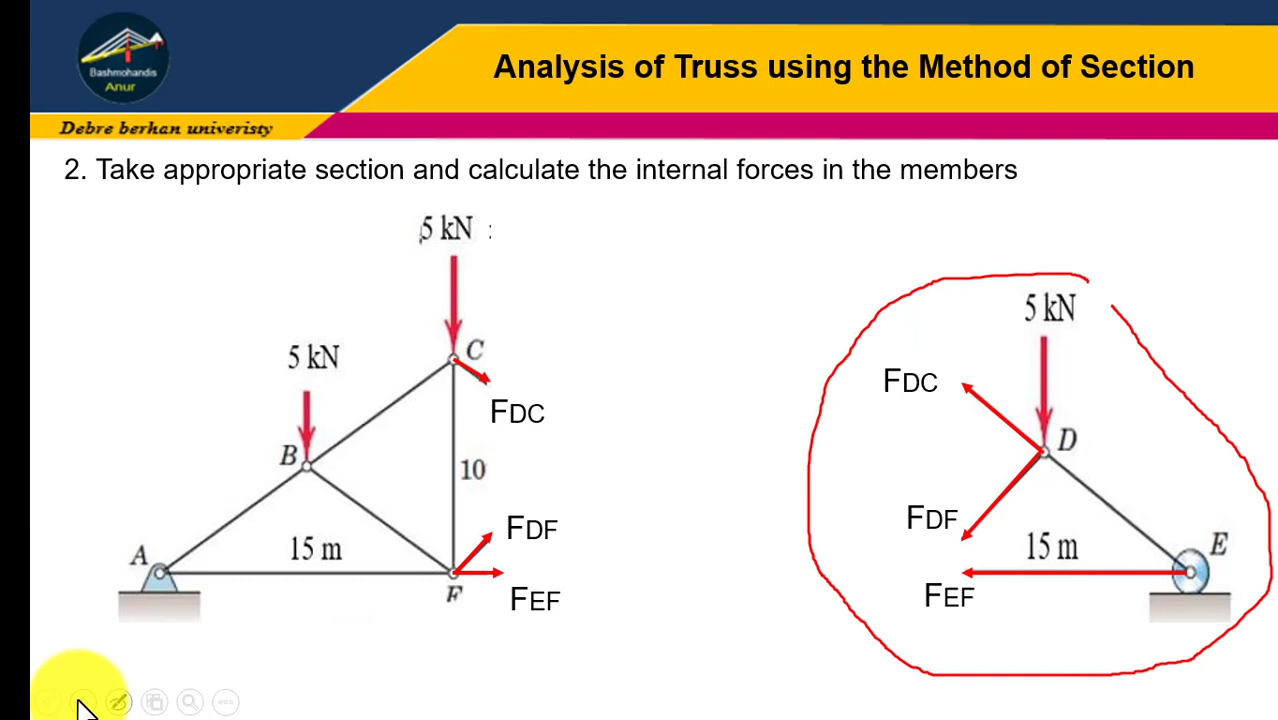 Bashmohandis
Anur
Analysis of Truss using the Method of Section
Debre berhan univeristy
2. Take appropriate section and calculate the internal forces in the members
5 kN :
5 kN
C
FDC
B
10
FDF
A
15 m
F
FEF
5 kN
FDC
D
FDF
15 m
E
FEF